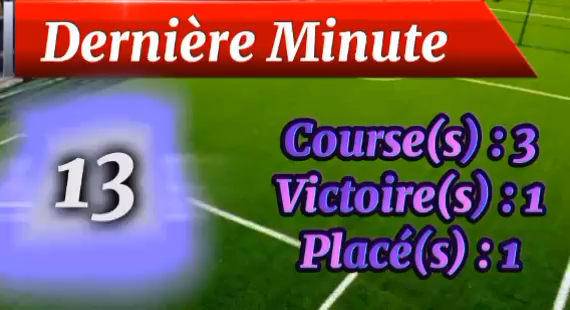 Dernière Minute
13
Course(s) : 3
Victoire(s) : 1
Placé(s) : 1